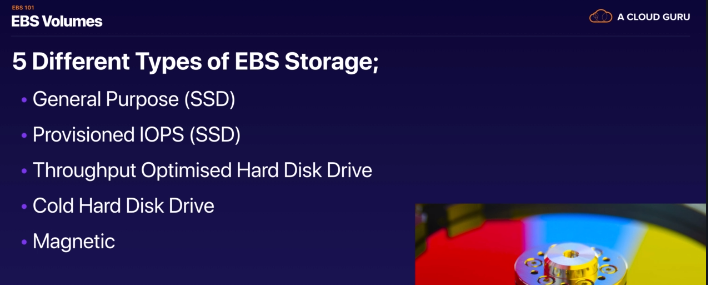 EBS 101
EBS Volumes
A CLOUD GURU
5 Different Types of EBS Storage;
• General Purpose (SSD)
• Provisioned IOPS (SSD)
• Throughput Optimised Hard Disk Drive
• Cold Hard Disk Drive
• Magnetic